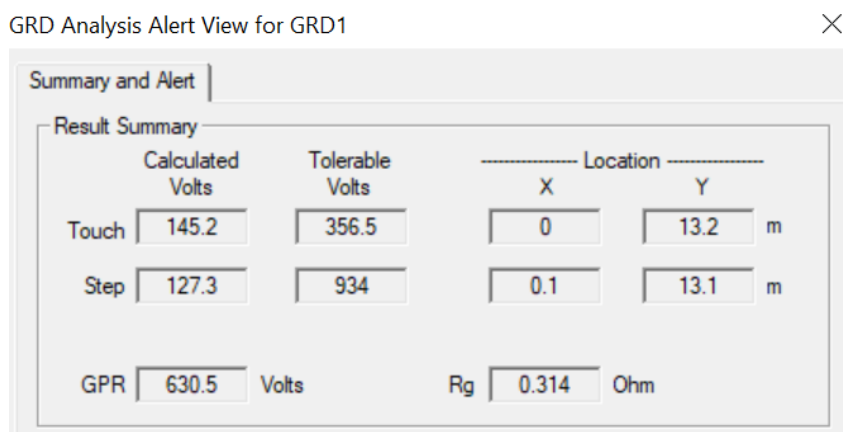 GRD Analysis Alert View for GRD1
Summary and Alert
Result Summary
Calculated Volts Tolerable Volts ----------------- Location -----------------
X Y
Touch 145.2 356.5 0 13.2 m
Step 127.3 934 0.1 13.1 m
GPR 630.5 Volts Rg 0.314 Ohm